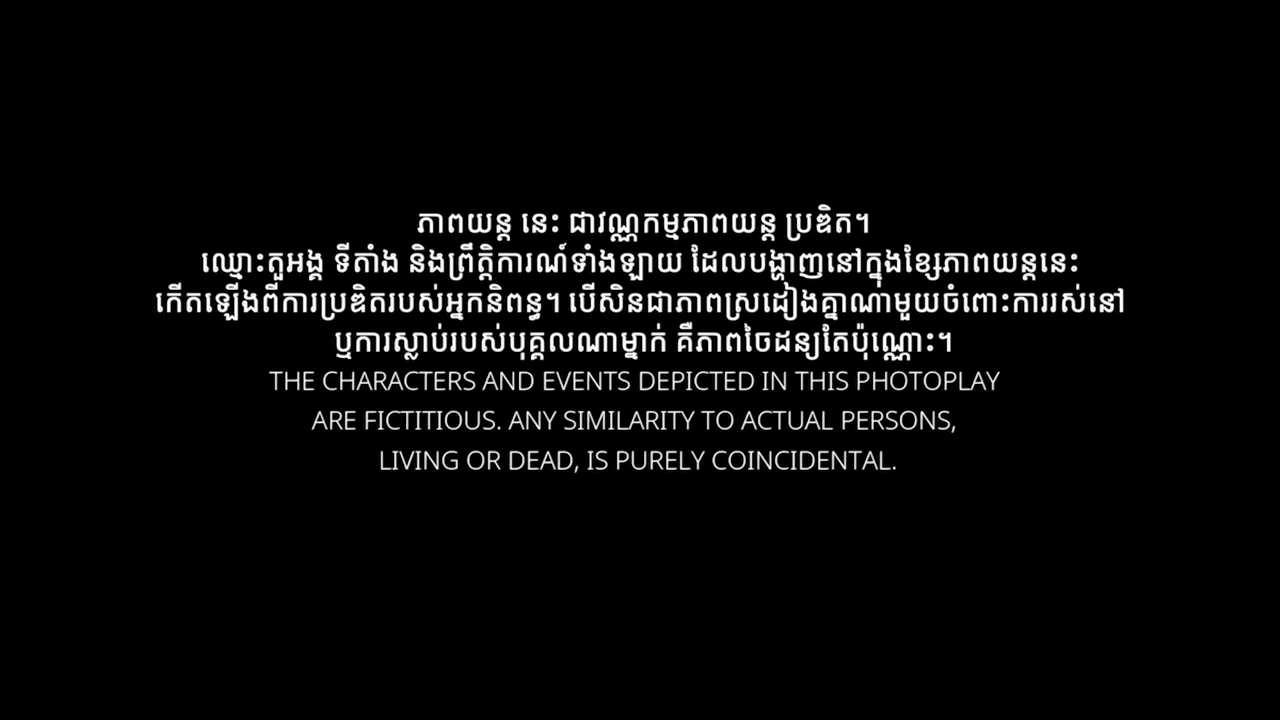 ភាពយន្ត នេះ ជាវណ្ណកម្មភាពយន្ត ប្រឌិត។
ឈ្មោះតួអង្គ ទីតាំង និងព្រឹត្តិការណ៍ទាំងឡាយ ដែលបង្ហាញនៅក្នុងខ្សែភាពយន្តនេះ
កើតឡើងពីការប្រឌិតរបស់អ្នកនិពន្ធ។ បើសិនជាភាពស្រដៀងគ្នាណាមួយចំពោះការរស់នៅ
ឬការស្លាប់របស់បុគ្គលណាម្នាក់ គឺភាពចៃដន្យតែប៉ុណ្ណោះ។
THE CHARACTERS AND EVENTS DEPICTED IN THIS PHOTOPLAY
ARE FICTITIOUS. ANY SIMILARITY TO ACTUAL PERSONS,
LIVING OR DEAD, IS PURELY COINCIDENTAL.